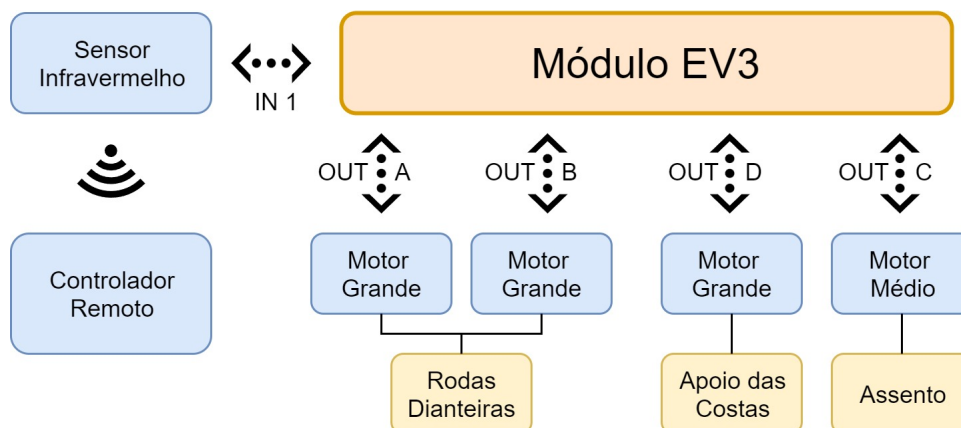 Sensor
Infravermelho
IN 1
Módulo EV3
OUT A
OUT B
OUT D
OUT C
Controlador
Remoto
Motor
Grande
Motor
Grande
Motor
Grande
Motor
Médio
Rodas
Dianteiras
Apoio das
Costas
Assento